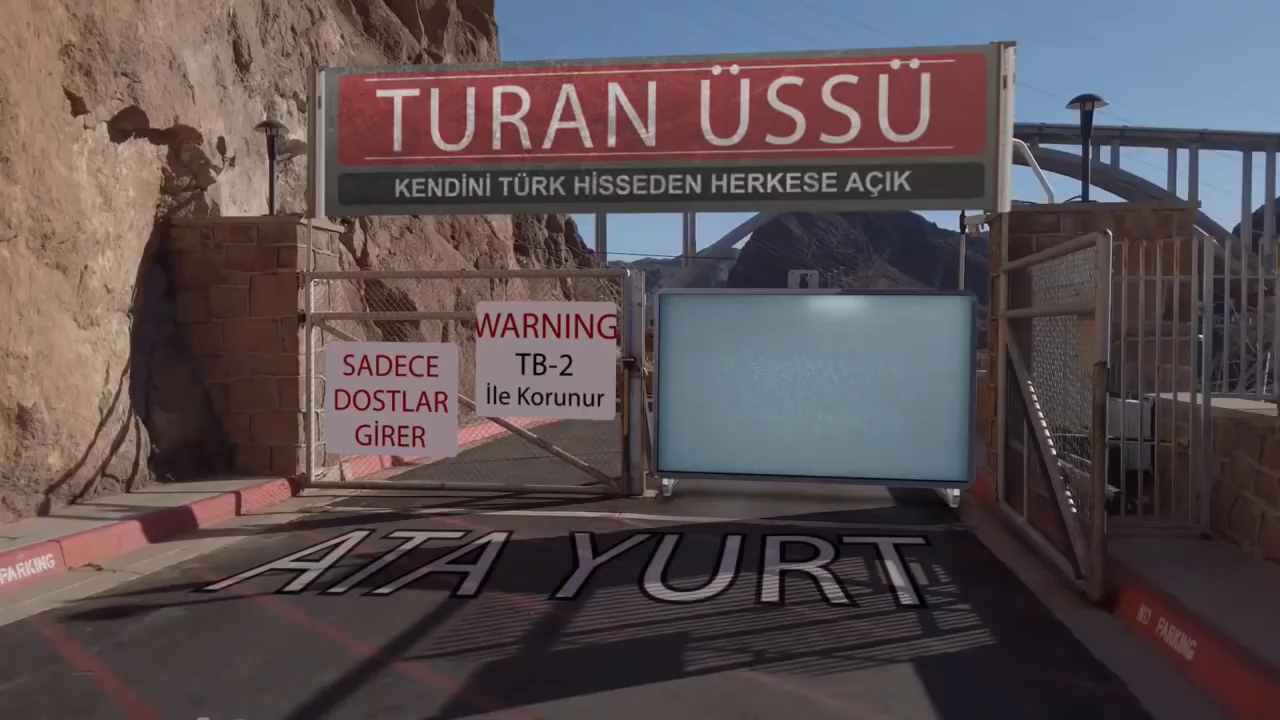 TURAN ÜSSÜ
KENDİNİ TÜRK HİSSEDEN HERKESE AÇIK
WARNING
TB-2
İle Korunur
SADECE
DOSTLAR
GİRER
ATA YURT
PARKING
NO PARKING